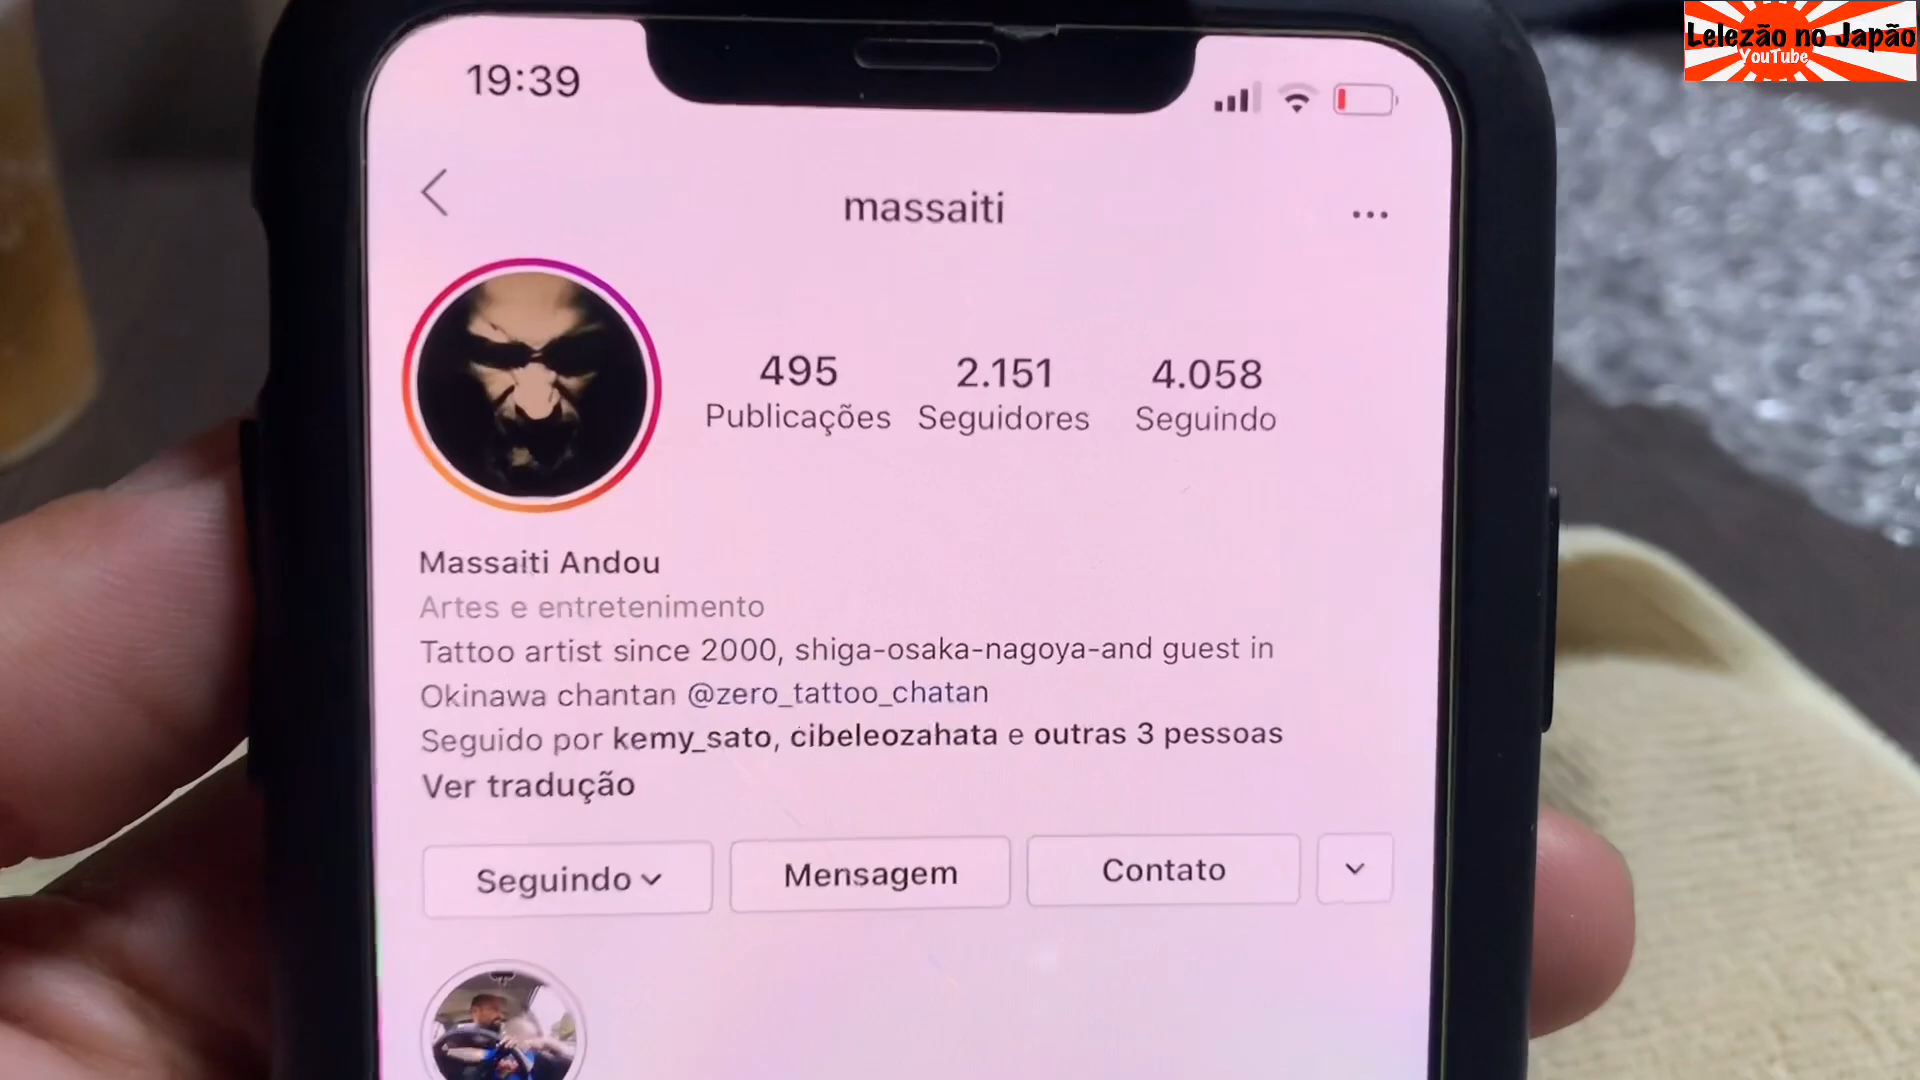 Lelezão no Japão
YouTube
19:39
massaiti
495
2.151
4.058
Publicações
Seguidores
Seguindo
Massaiti Andou
Artes e entretenimento
Tattoo artist since 2000, shiga-osaka-nagoya-and guest in
Okinawa chantan @zero_tattoo_chatan
Seguido por kemy_sato, cibeleozahata e outras 3 pessoas
Ver tradução
Seguindo
Mensagem
Contato